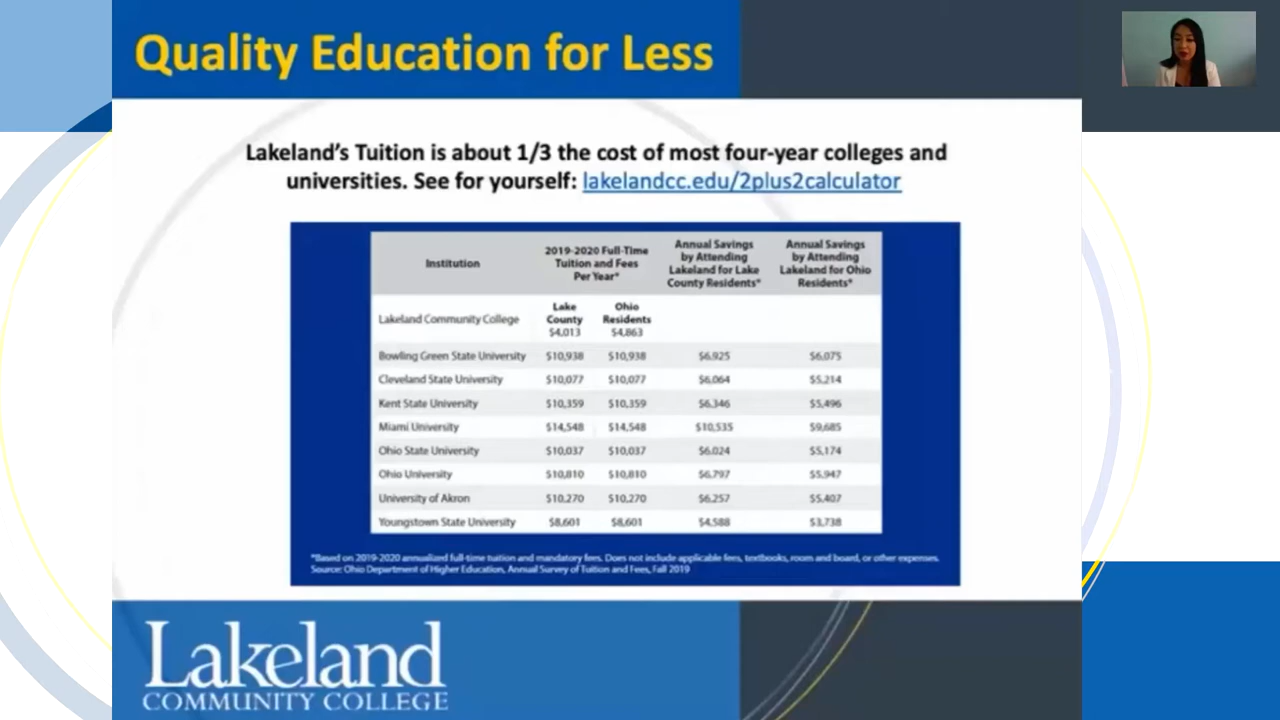 Quality Education for Less
Lakeland's Tuition is about 1/3 the cost of most four-year colleges and
universities. See for yourself: lakelandcc.edu/2plus2calculator
Institution
2019-2020 Full-Time
Tuition and Fees
Per Year*
Annual Savings
by Attending
Lakeland for Lake
County Residents*
Annual Savings
by Attending
Lakeland for Ohio
Residents*
Lakeland Community College
Lake
County
$4,013
Ohio
Residents
$4,863
Bowling Green State University $10,938 $10,938 $6,925 $6,075
Cleveland State University $10,077 $10,077 $6,064 $5,214
Kent State University $10,359 $10,359 $6,346 $5,496
Miami University $14,548 $14,548 $10,535 $9,685
Ohio State University $10,037 $10,037 $6,024 $5,174
Ohio University $10,810 $10,810 $6,797 $5,947
University of Akron $10,270 $10,270 $6,257 $5,407
Youngstown State University $8,601 $8,601 $4,588 $3,738
*Based on 2019-2020 annualized full-time tuition and mandatory fees. Does not include applicable fees, textbooks, room and board, or other expenses.
Source: Ohio Department of Higher Education, Annual Survey of Tuition and Fees, Fall 2019
Lakeland
COMMUNITY COLLEGE